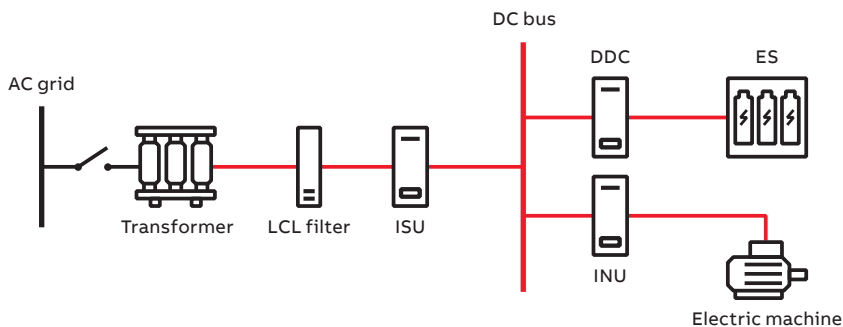 DC bus
DDC
ES
AC grid
Transformer
LCL filter
ISU
INU
Electric machine